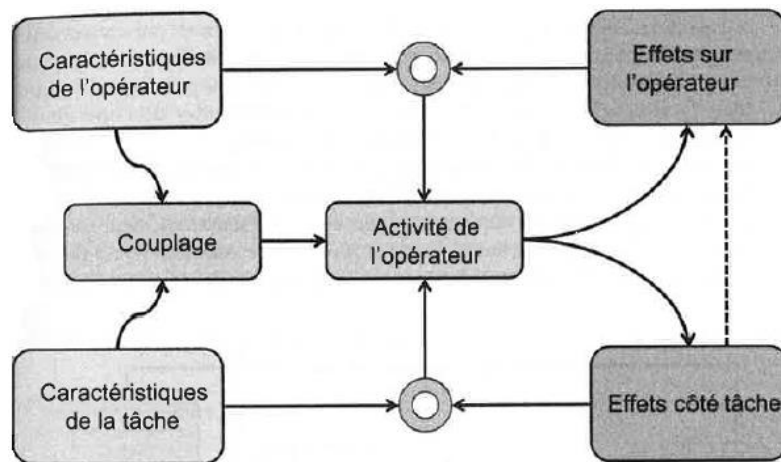 Caractéristiques
de l'opérateur
Effets sur
l'opérateur
Couplage
Activité de
l'opérateur
Caractéristiques
de la tâche
Effets côté tâche